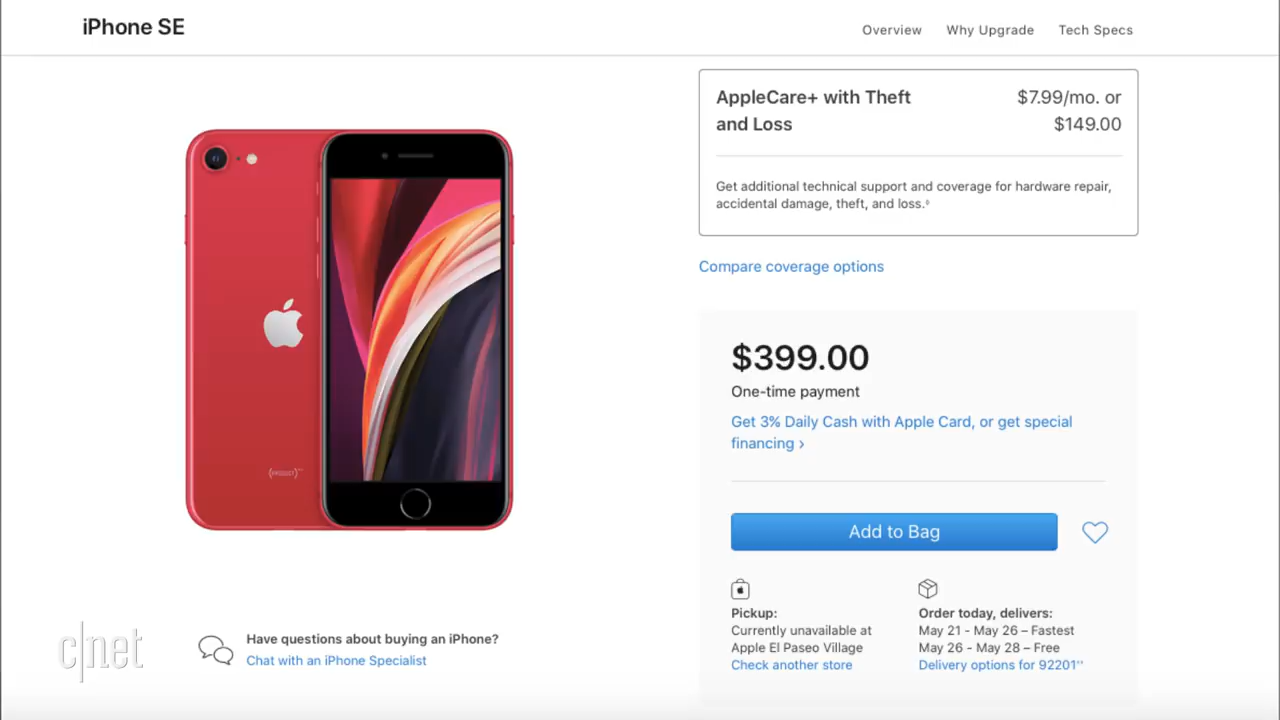 iPhone SE
Overview
Why Upgrade
Tech Specs
AppleCare+ with Theft
and Loss
$7.99/mo. or
$149.00
Get additional technical support and coverage for hardware repair,
accidental damage, theft, and loss.◊
Compare coverage options
$399.00
One-time payment
Get 3% Daily Cash with Apple Card, or get special
financing ›
Add to Bag
Pickup:
Currently unavailable at
Apple El Paseo Village
Check another store
Order today, delivers:
May 21 - May 26 – Fastest
May 26 - May 28 – Free
Delivery options for 92201
(PRODUCT)
Have questions about buying an iPhone?
Chat with an iPhone Specialist
c|net